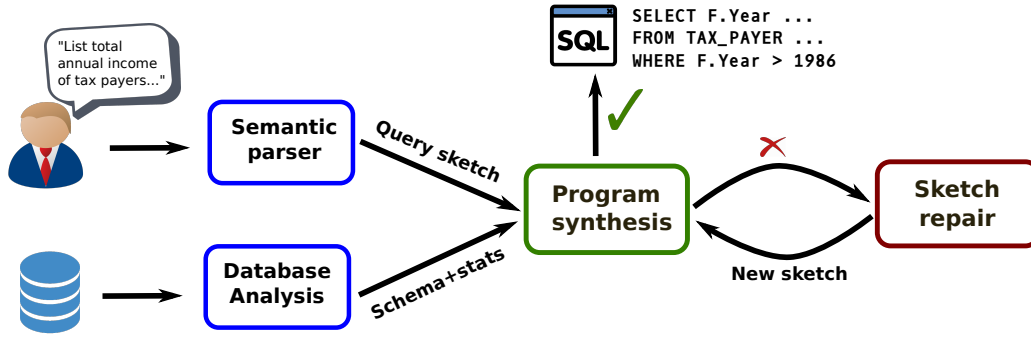 "List total
annual income
of tax payers..."
SQL
SELECT F.Year ...
FROM TAX_PAYER ...
WHERE F.Year > 1986
Semantic
parser
Query sketch
Program
synthesis
Sketch
repair
New sketch
Database
Analysis
Schema+stats